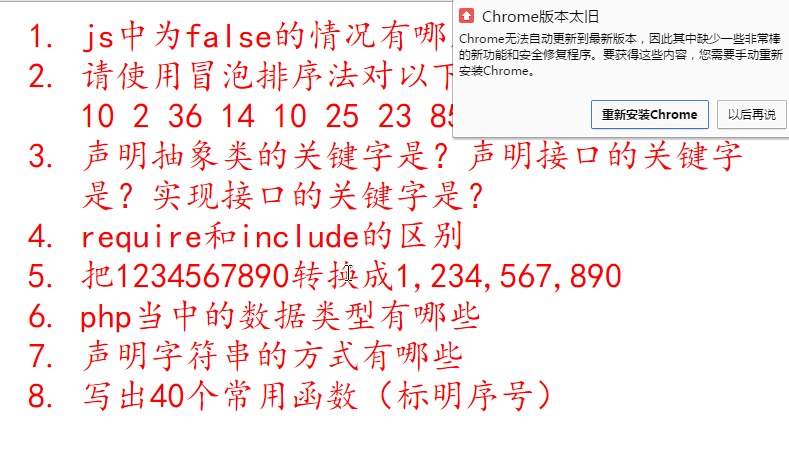 1. js中为false的情况有哪
2. 请使用冒泡排序法对以下
10 2 36 14 10 25 23 85
3. 声明抽象类的关键字是？声明接口的关键字
是？实现接口的关键字是？
4. require和include的区别
5. 把1234567890转换成1,234,567,890
6. php当中的数据类型有哪些
7. 声明字符串的方式有哪些
8. 写出40个常用函数（标明序号）
Chrome版本太旧
Chrome无法自动更新到最新版本，因此其中缺少一些非常棒
的新功能和安全修复程序。要获得这些内容，您需要手动重新
安装Chrome。
重新安装Chrome
以后再说